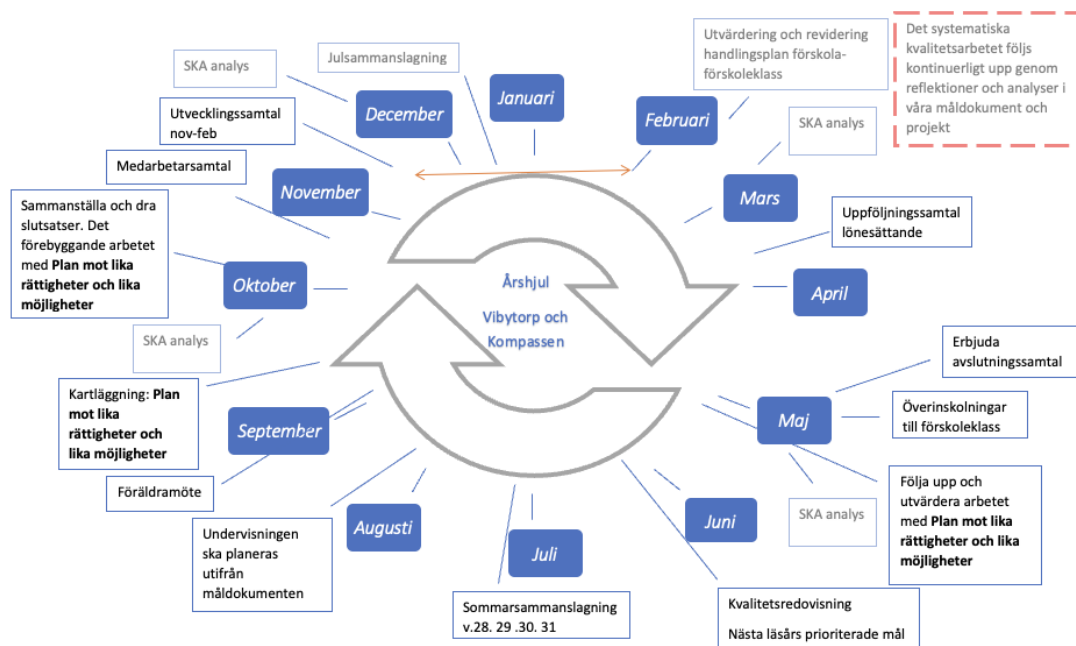 Julsammanslagning
Januari
Utvärdering och revidering
handlingsplan förskola-
förskoleklass
Det systematiska
kvalitetsarbetet följs
kontinuerligt upp genom
reflektioner och analyser i
våra måldokument och
projekt
SKA analys
December
Februari
SKA analys
Utvecklingssamtal
nov-feb
Medarbetarsamtal
November
Mars
Sammanställa och dra
slutsatser. Det
förebyggande arbetet
med Plan mot lika
rättigheter och lika
möjligheter
Uppföljningssamtal
lönesättande
Oktober
Årshjul
Vibytorp och
Kompassen
April
SKA analys
Erbjuda
avslutningssamtal
Kartläggning: Plan
mot lika
rättigheter och
lika möjligheter
September
Maj
Överinskolningar
till förskoleklass
Föräldramöte
Följa upp och
utvärdera arbetet
med Plan mot lika
rättigheter och lika
möjligheter
SKA analys
Undervisningen
ska planeras
utifrån
måldokumenten
Augusti
Juli
Juni
Sommarsammanslagning
v.28. 29 .30. 31
Kvalitetsredovisning
Nästa läsårs prioriterade mål